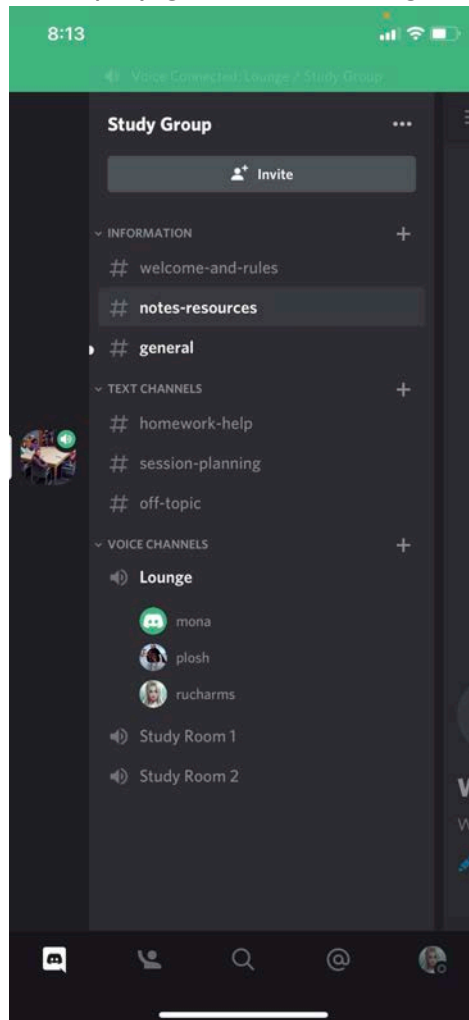 8:13
Voice Connected: Lounge / Study Group
Study Group
Invite
INFORMATION
# welcome-and-rules
# notes-resources
# general
TEXT CHANNELS
# homework-help
# session-planning
# off-topic
VOICE CHANNELS
Lounge
mona
plosh
rucharms
Study Room 1
Study Room 2